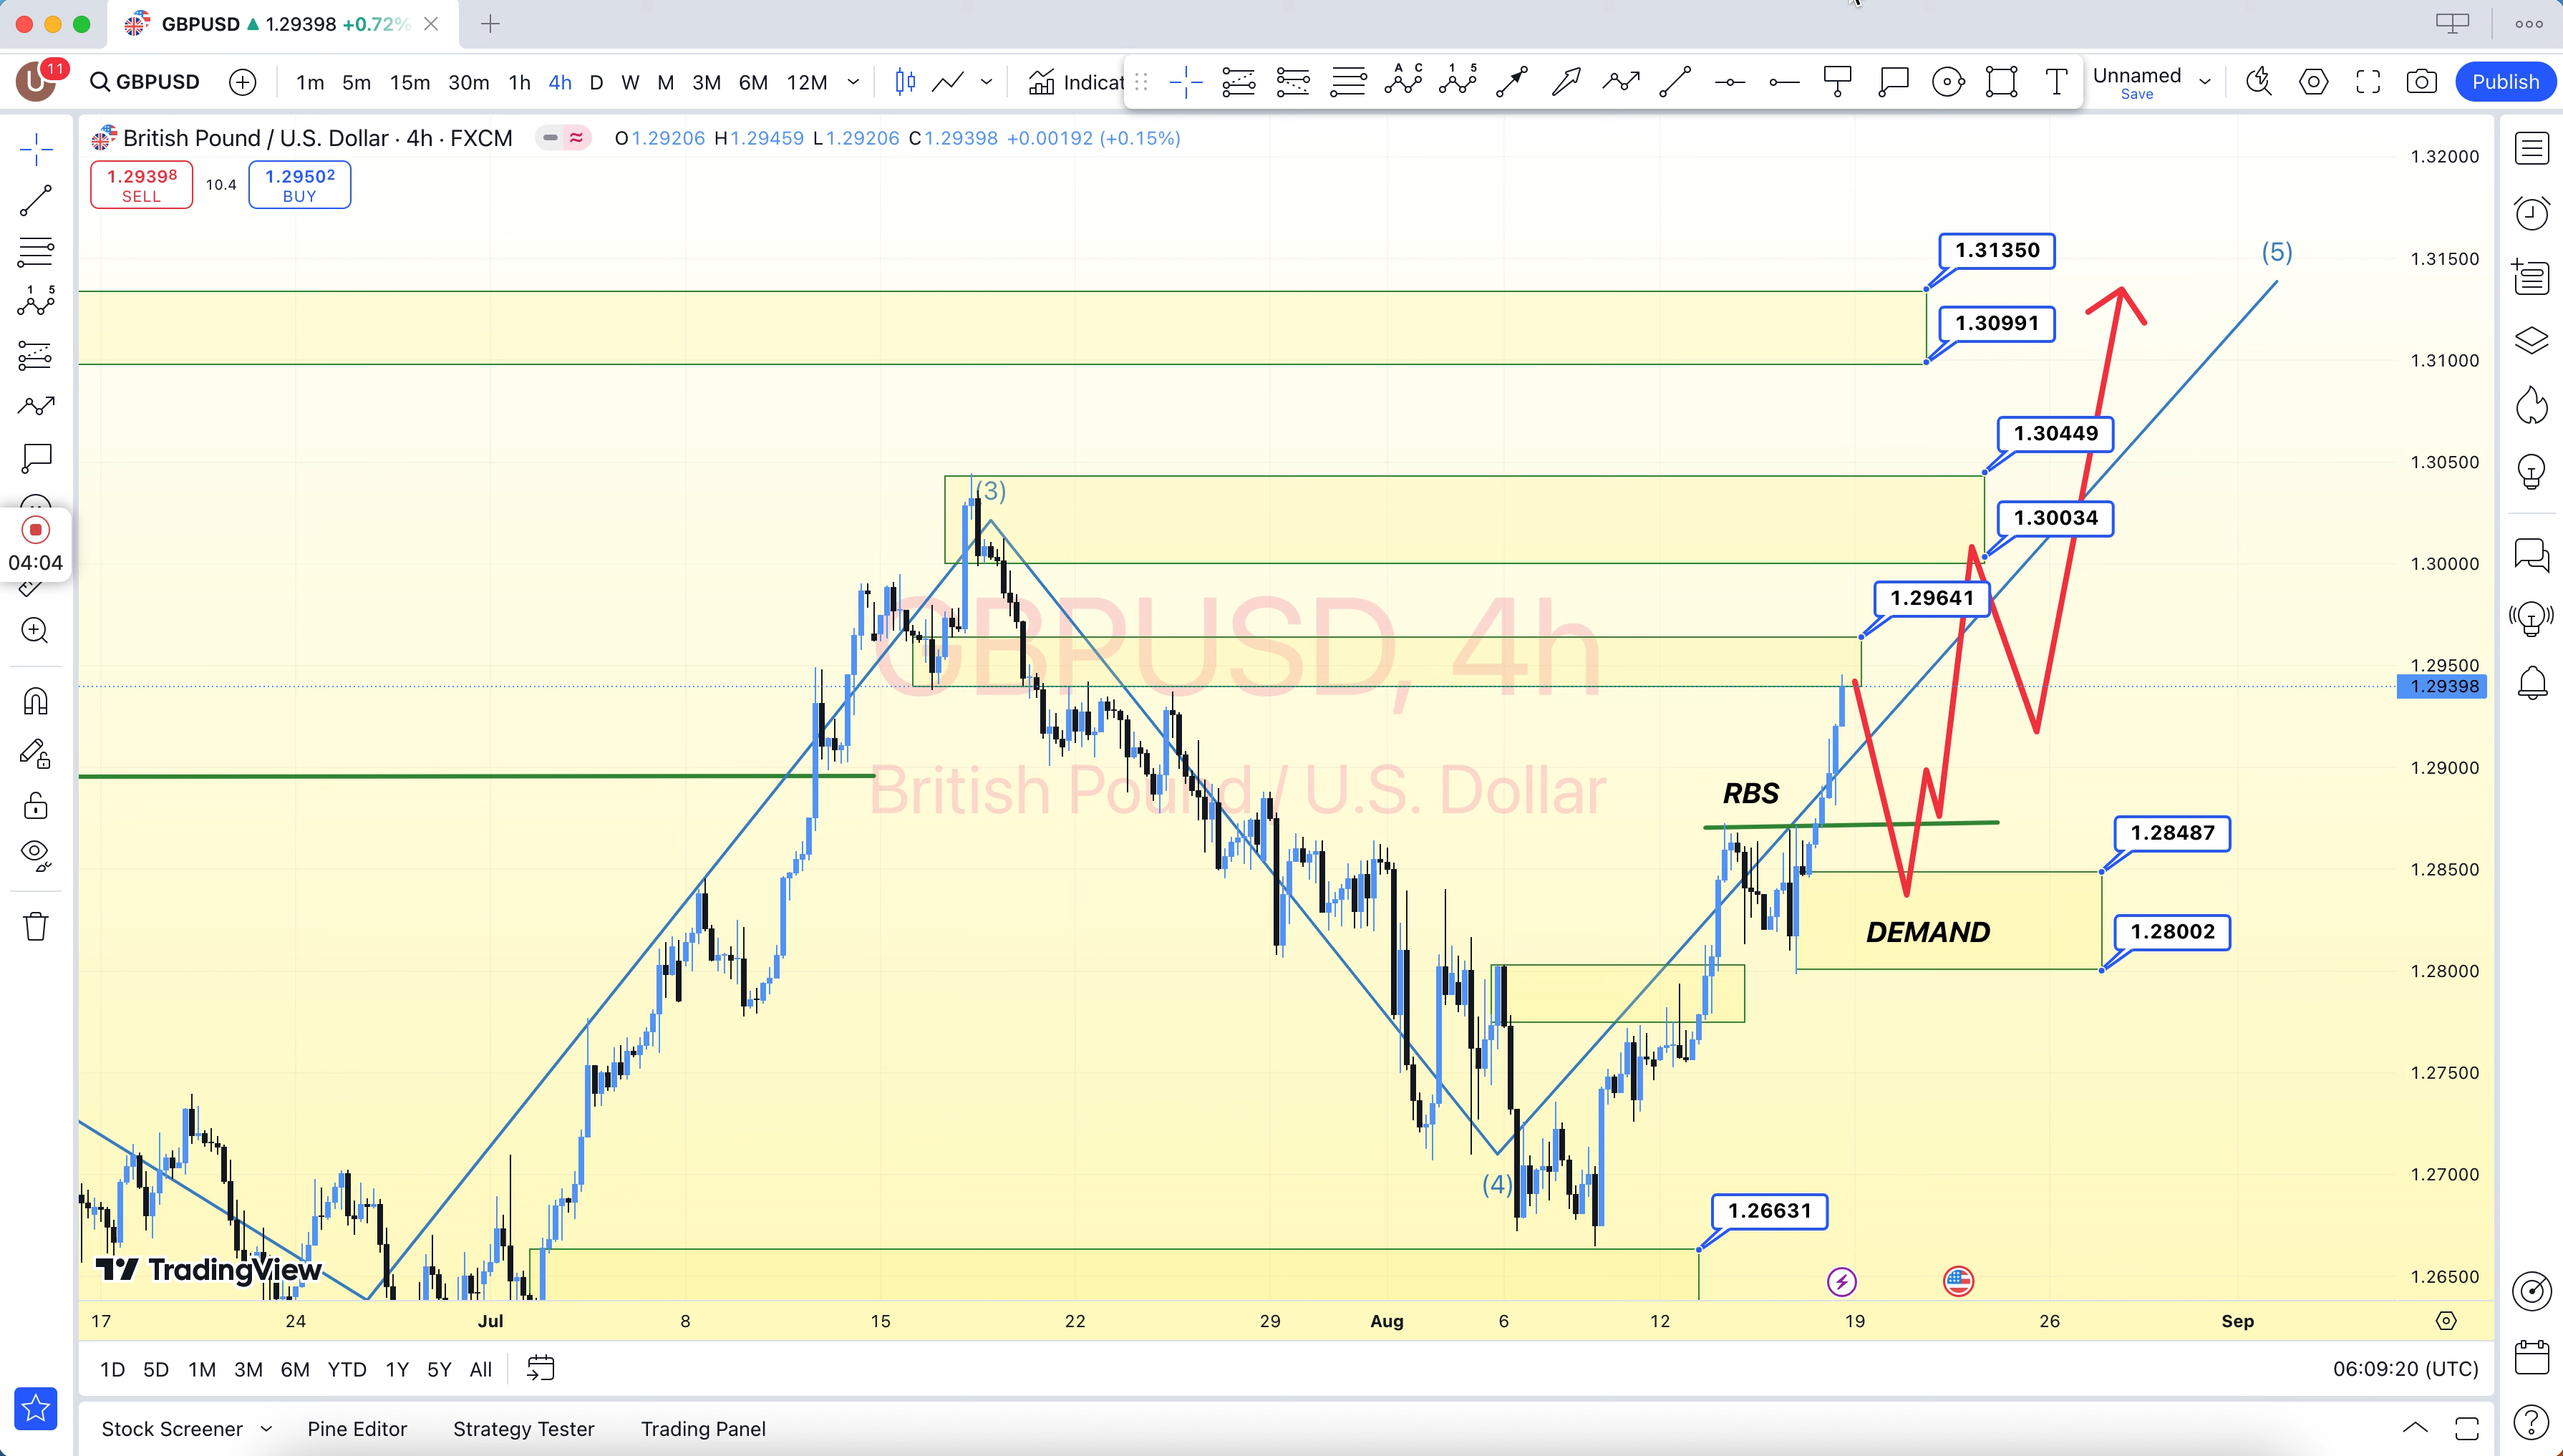 GBPUSD ▲ 1.29398 +0.72%
U 11
GBPUSD 1m 5m 15m 30m 1h 4h D W M 3M 6M 12M Indicat
A C 1 5 T Unnamed
Save
Publish
British Pound / U.S. Dollar · 4h · FXCM O1.29206 H1.29459 L1.29206 C1.29398 +0.00192 (+0.15%)
1.29398 SELL
10.4
1.29502 BUY
1.32000
1.31500
1.31000
1.30500
1.30000
1.29500
1.29398
1.29000
1.28500
1.28000
1.27500
1.27000
1.26500
1.31350
(5)
1.30991
1.30449
(3)
1.30034
1.29641
GBPUSD, 4h
British Pound / U.S. Dollar
RBS
1.28487
DEMAND
1.28002
(4)
1.26631
1 5
04:04
TradingView
17 24 Jul 8 15 22 29 Aug 6 12 19 26 Sep
1D 5D 1M 3M 6M YTD 1Y 5Y All
06:09:20 (UTC)
Stock Screener Pine Editor Strategy Tester Trading Panel